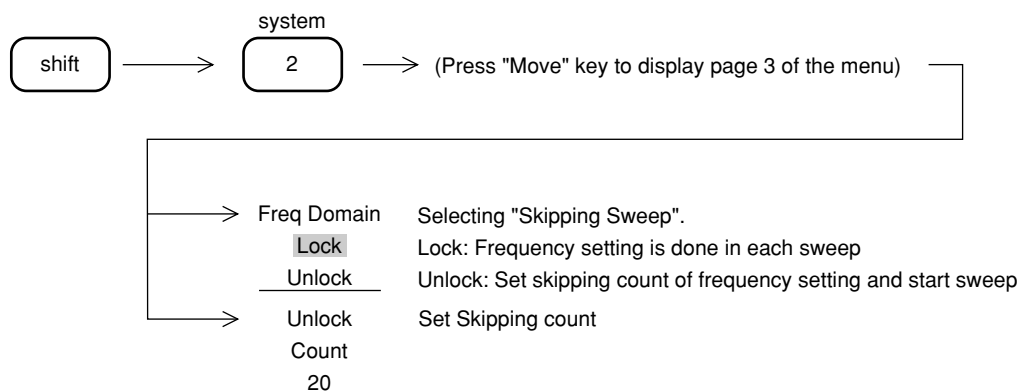 system
shift
2
(Press "Move" key to display page 3 of the menu)
Freq Domain Selecting "Skipping Sweep".
Lock Lock: Frequency setting is done in each sweep
Unlock Unlock: Set skipping count of frequency setting and start sweep
Unlock Set Skipping count
Count
20